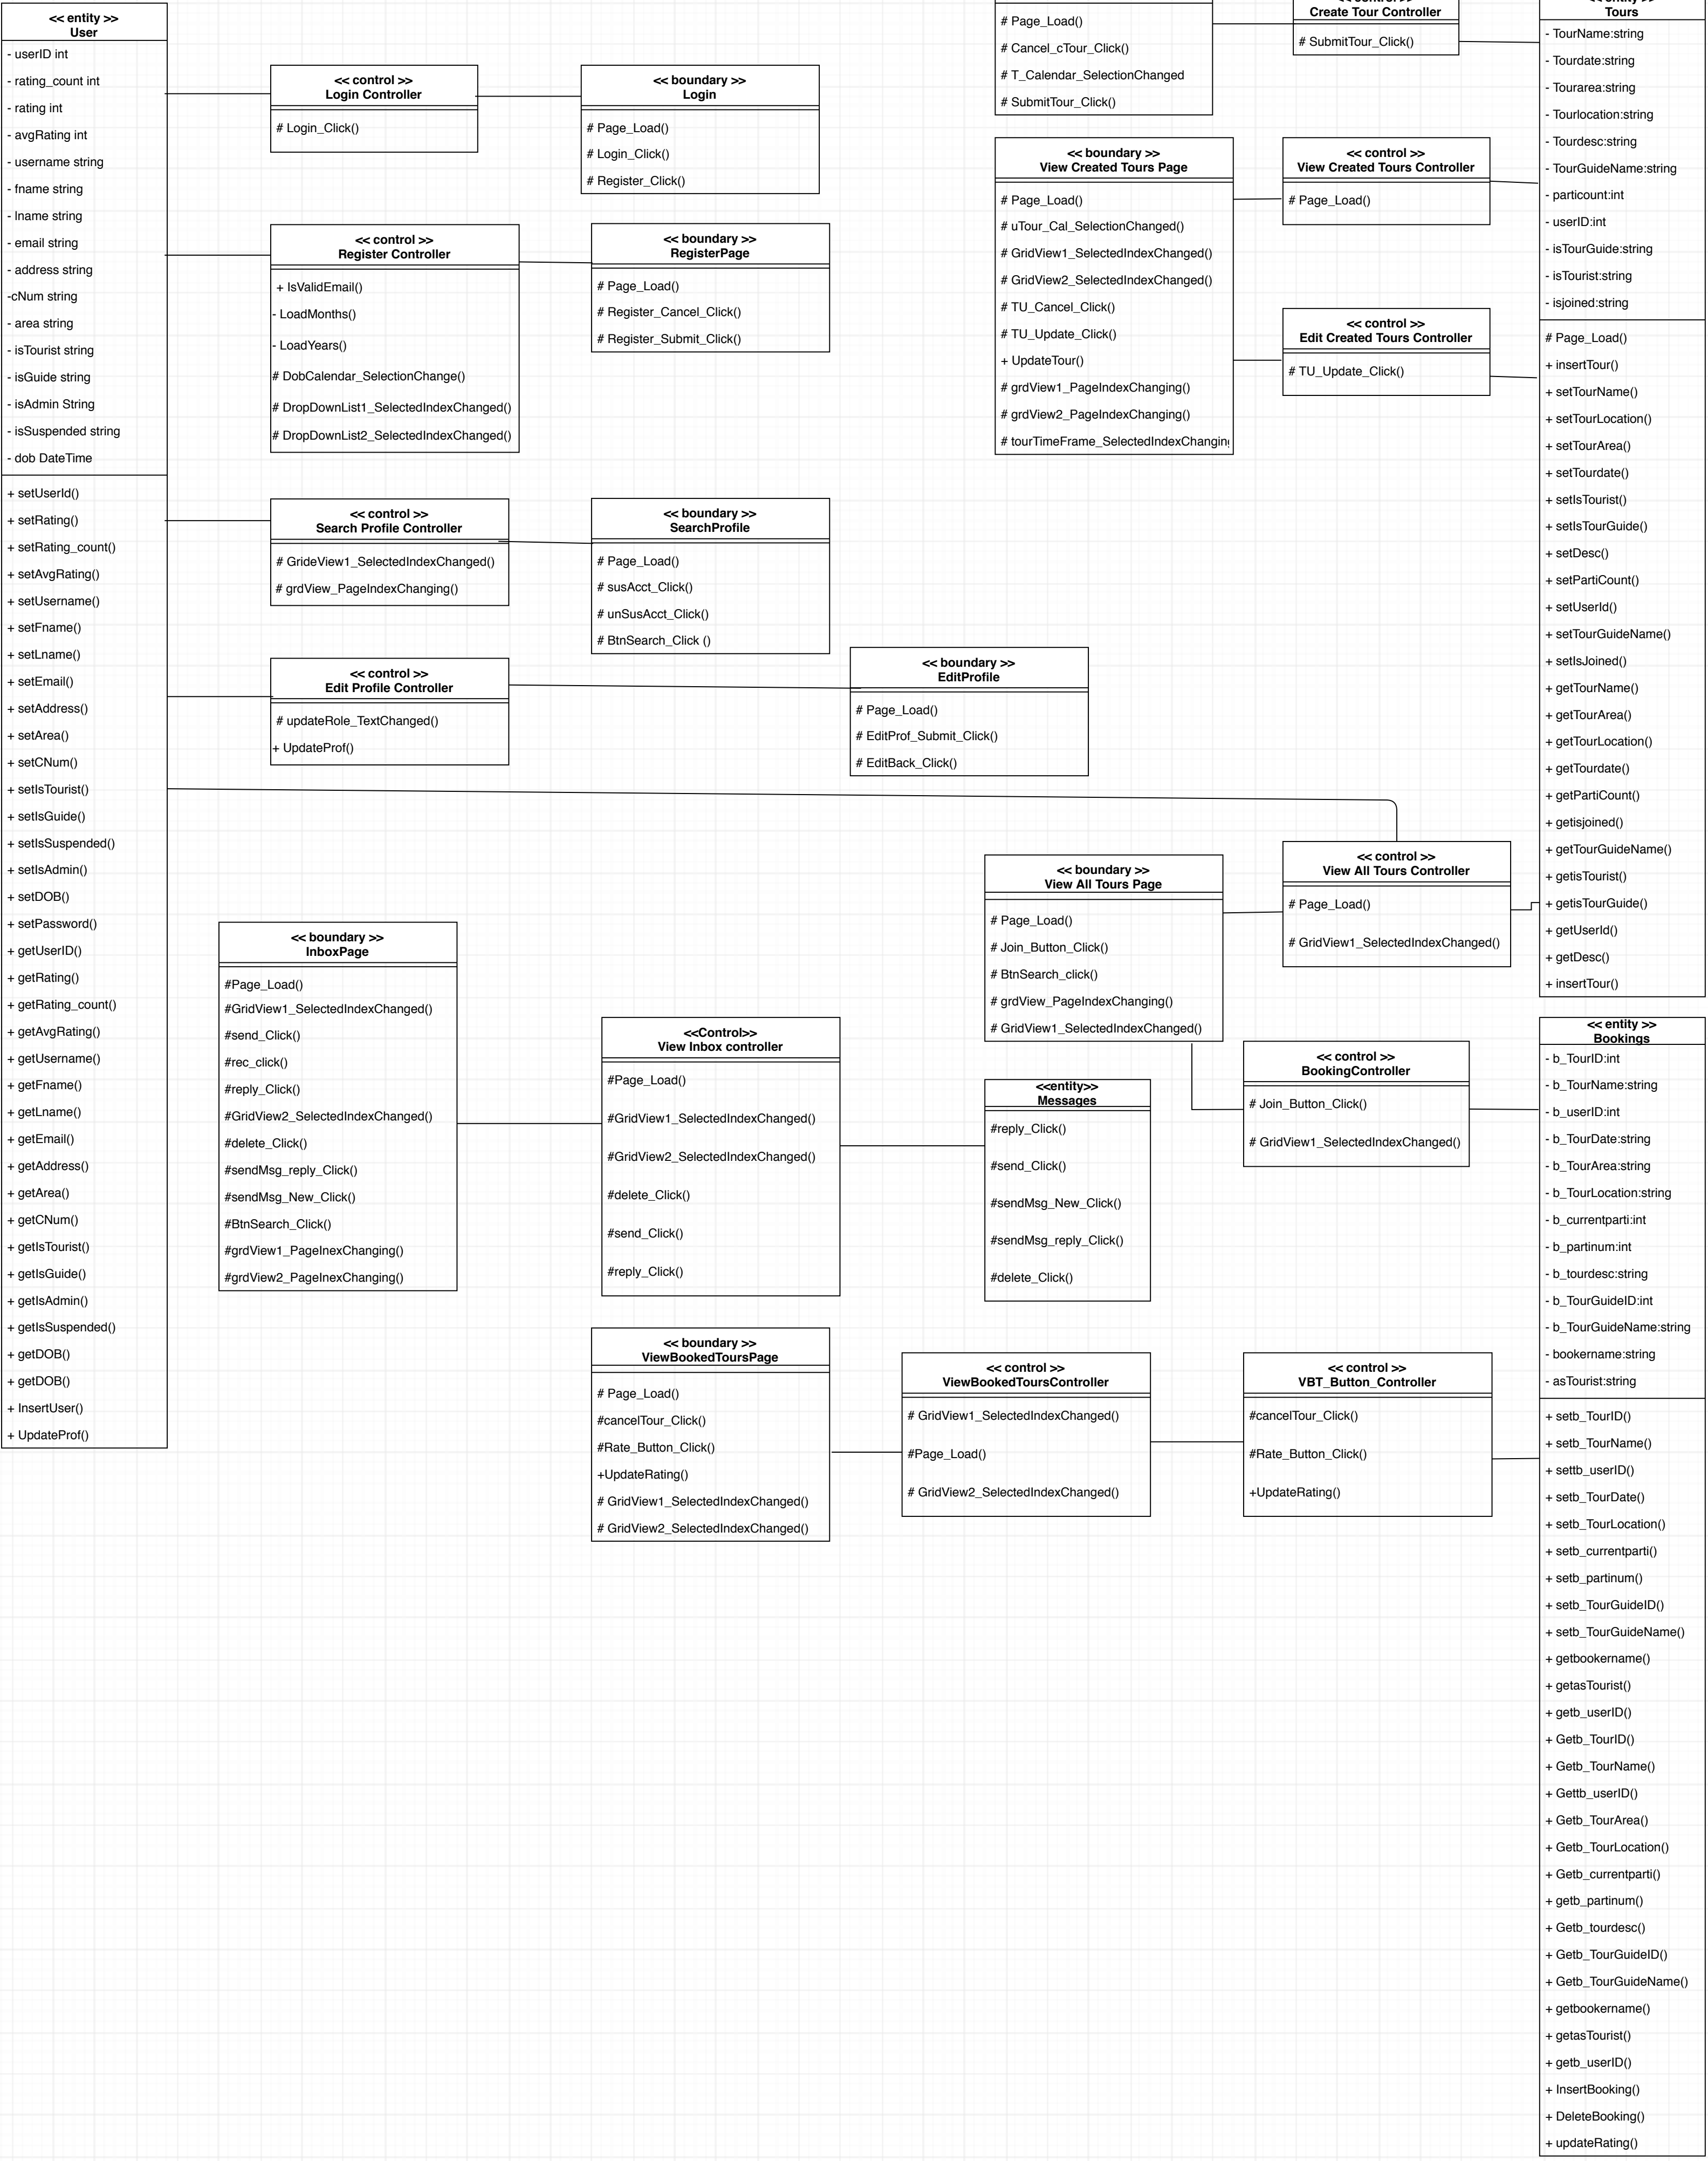 << entity >>
User
- userID int
- rating_count int
- rating int
- avgRating int
- username string
- fname string
- lname string
- email string
- address string
-cNum string
- area string
- isTourist string
- isGuide string
- isAdmin String
- isSuspended string
- dob DateTime
+ setUserId()
+ setRating()
+ setRating_count()
+ setAvgRating()
+ setUsername()
+ setFname()
+ setLname()
+ setEmail()
+ setAddress()
+ setArea()
+ setCNum()
+ setIsTourist()
+ setIsGuide()
+ setIsSuspended()
+ setIsAdmin()
+ setDOB()
+ setPassword()
+ getUserID()
+ getRating()
+ getRating_count()
+ getAvgRating()
+ getUsername()
+ getFname()
+ getLname()
+ getEmail()
+ getAddress()
+ getArea()
+ getCNum()
+ getIsTourist()
+ getIsGuide()
+ getIsAdmin()
+ getIsSuspended()
+ getDOB()
+ getDOB()
+ InsertUser()
+ UpdateProf()
<< control >>
Login Controller
# Login_Click()
<< boundary >>
Login
# Page_Load()
# Login_Click()
# Register_Click()
<< control >>
Register Controller
+ IsValidEmail()
- LoadMonths()
- LoadYears()
# DobCalendar_SelectionChange()
# DropDownList1_SelectedIndexChanged()
# DropDownList2_SelectedIndexChanged()
<< boundary >>
RegisterPage
# Page_Load()
# Register_Cancel_Click()
# Register_Submit_Click()
<< control >>
Search Profile Controller
# GrideView1_SelectedIndexChanged()
# grdView_PageIndexChanging()
<< boundary >>
SearchProfile
# Page_Load()
# susAcct_Click()
# unSusAcct_Click()
# BtnSearch_Click ()
<< control >>
Edit Profile Controller
# updateRole_TextChanged()
+ UpdateProf()
<< boundary >>
EditProfile
# Page_Load()
# EditProf_Submit_Click()
# EditBack_Click()
# Page_Load()
# Cancel_cTour_Click()
# T_Calendar_SelectionChanged
# SubmitTour_Click()
<< control >>
Create Tour Controller
# SubmitTour_Click()
<< boundary >>
View Created Tours Page
# Page_Load()
# uTour_Cal_SelectionChanged()
# GridView1_SelectedIndexChanged()
# GridView2_SelectedIndexChanged()
# TU_Cancel_Click()
# TU_Update_Click()
+ UpdateTour()
# grdView1_PageIndexChanging()
# grdView2_PageIndexChanging()
# tourTimeFrame_SelectedIndexChanging
<< control >>
View Created Tours Controller
# Page_Load()
<< control >>
Edit Created Tours Controller
# TU_Update_Click()
<< entity >>
Tours
- TourName:string
- Tourdate:string
- Tourarea:string
- Tourlocation:string
- Tourdesc:string
- TourGuideName:string
- particount:int
- userID:int
- isTourGuide:string
- isTourist:string
- isjoined:string
# Page_Load()
+ insertTour()
+ setTourName()
+ setTourLocation()
+ setTourArea()
+ setTourdate()
+ setIsTourist()
+ setIsTourGuide()
+ setDesc()
+ setPartiCount()
+ setUserId()
+ setTourGuideName()
+ setIsJoined()
+ getTourName()
+ getTourArea()
+ getTourLocation()
+ getTourdate()
+ getPartiCount()
+ getisjoined()
+ getTourGuideName()
+ getisTourist()
+ getisTourGuide()
+ getUserId()
+ getDesc()
+ insertTour()
<< boundary >>
View All Tours Page
# Page_Load()
# Join_Button_Click()
# BtnSearch_click()
# grdView_PageIndexChanging()
# GridView1_SelectedIndexChanged()
<< control >>
View All Tours Controller
# Page_Load()
# GridView1_SelectedIndexChanged()
<< boundary >>
InboxPage
#Page_Load()
#GridView1_SelectedIndexChanged()
#send_Click()
#rec_click()
#reply_Click()
#GridView2_SelectedIndexChanged()
#delete_Click()
#sendMsg_reply_Click()
#sendMsg_New_Click()
#BtnSearch_Click()
#grdView1_PageInexChanging()
#grdView2_PageInexChanging()
<<Control>>
View Inbox controller
#Page_Load()
#GridView1_SelectedIndexChanged()
#GridView2_SelectedIndexChanged()
#delete_Click()
#send_Click()
#reply_Click()
<<entity>>
Messages
#reply_Click()
#send_Click()
#sendMsg_New_Click()
#sendMsg_reply_Click()
#delete_Click()
<< control >>
BookingController
# Join_Button_Click()
# GridView1_SelectedIndexChanged()
<< boundary >>
ViewBookedToursPage
# Page_Load()
#cancelTour_Click()
#Rate_Button_Click()
+UpdateRating()
# GridView1_SelectedIndexChanged()
# GridView2_SelectedIndexChanged()
<< control >>
ViewBookedToursController
# GridView1_SelectedIndexChanged()
#Page_Load()
# GridView2_SelectedIndexChanged()
<< control >>
VBT_Button_Controller
#cancelTour_Click()
#Rate_Button_Click()
+UpdateRating()
<< entity >>
Bookings
- b_TourID:int
- b_TourName:string
- b_userID:int
- b_TourDate:string
- b_TourArea:string
- b_TourLocation:string
- b_currentparti:int
- b_partinum:int
- b_tourdesc:string
- b_TourGuideID:int
- b_TourGuideName:string
- bookername:string
- asTourist:string
+ setb_TourID()
+ setb_TourName()
+ settb_userID()
+ setb_TourDate()
+ setb_TourLocation()
+ setb_currentparti()
+ setb_partinum()
+ setb_TourGuideID()
+ setb_TourGuideName()
+ getbookername()
+ getasTourist()
+ getb_userID()
+ Getb_TourID()
+ Getb_TourName()
+ Gettb_userID()
+ Getb_TourArea()
+ Getb_TourLocation()
+ Getb_currentparti()
+ getb_partinum()
+ Getb_tourdesc()
+ Getb_TourGuideID()
+ Getb_TourGuideName()
+ getbookername()
+ getasTourist()
+ getb_userID()
+ InsertBooking()
+ DeleteBooking()
+ updateRating()